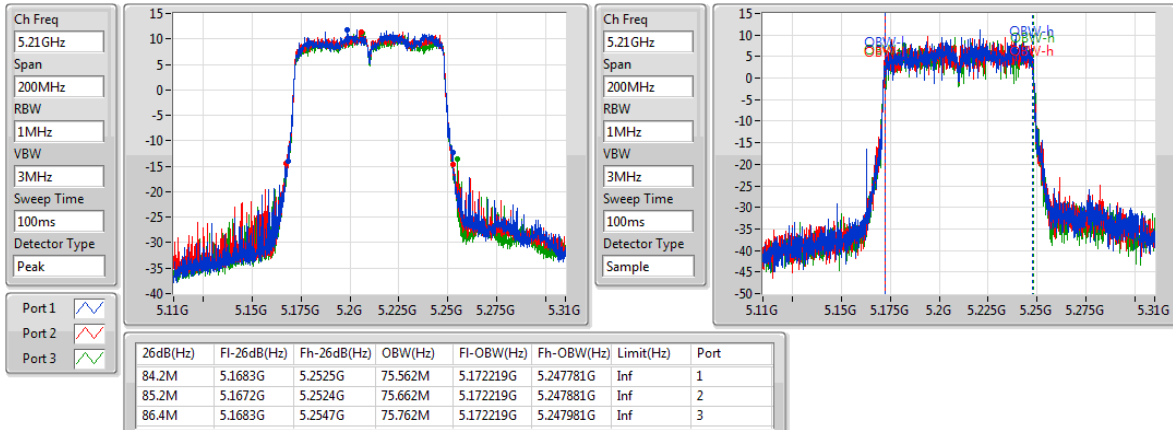 Ch Freq
5.21GHz
Span
200MHz
RBW
1MHz
VBW
3MHz
Sweep Time
100ms
Detector Type
Peak
15
10
5
0
-5
-10
-15
-20
-25
-30
-35
-40
5.11G
5.15G
5.175G
5.2G
5.225G
5.25G
5.275G
5.31G
Ch Freq
5.21GHz
Span
200MHz
RBW
1MHz
VBW
3MHz
Sweep Time
100ms
Detector Type
Sample
15
10
5
0
-5
-10
-15
-20
-25
-30
-35
-40
-45
-50
OBW-h
OBW-h
OBW-h
5.11G
5.15G
5.175G
5.2G
5.225G
5.25G
5.275G
5.31G
Port 1
Port 2
Port 3
26dB(Hz) Fl-26dB(Hz) Fh-26dB(Hz) OBW(Hz) Fl-OBW(Hz) Fh-OBW(Hz) Limit(Hz) Port
84.2M 5.1683G 5.2525G 75.562M 5.172219G 5.247781G Inf 1
85.2M 5.1672G 5.2524G 75.662M 5.172219G 5.247881G Inf 2
86.4M 5.1683G 5.2547G 75.762M 5.172219G 5.247981G Inf 3